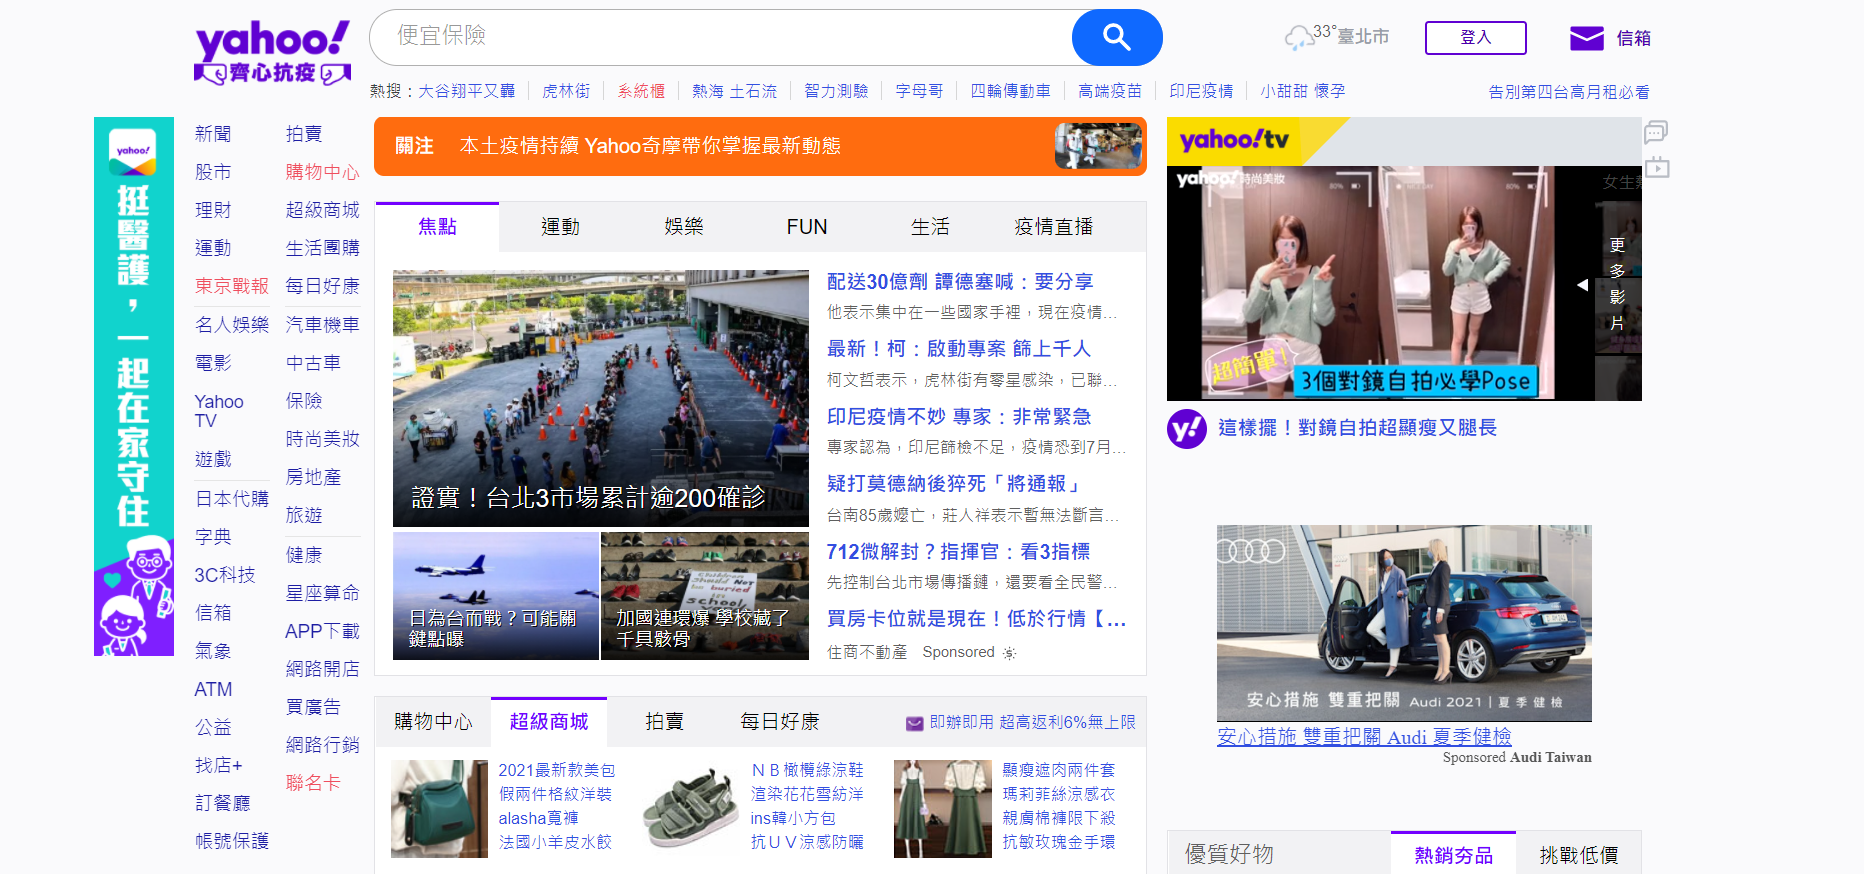 yahoo!
齊心抗疫
便宜保險
33°臺北市
登入
信箱
熱搜：大谷翔平又轟
虎林街
系統櫃
熱海 土石流
智力測驗
字母哥
四輪傳動車
高端疫苗
印尼疫情
小甜甜 懷孕
告別第四台高月租必看
yahoo!
挺醫護，一起在家守住
新聞
股市
理財
運動
東京戰報
名人娛樂
電影
Yahoo
TV
遊戲
日本代購
字典
3C科技
信箱
氣象
ATM
公益
找店+
訂餐廳
帳號保護
拍賣
購物中心
超級商城
生活團購
每日好康
汽車機車
中古車
保險
時尚美妝
房地產
旅遊
健康
星座算命
APP下載
網路開店
買廣告
網路行銷
聯名卡
關注 本土疫情持續 Yahoo奇摩帶你掌握最新動態
焦點
運動
娛樂
FUN
生活
疫情直播
證實！台北3市場累計逾200確診
日為台而戰？可能關
鍵點曝
children
should Not
be buried
in school
加國連環爆 學校藏了
千具骸骨
配送30億劑 譚德塞喊：要分享
他表示集中在一些國家手裡，現在疫情...
最新！柯：啟動專案 篩上千人
柯文哲表示，虎林街有零星感染，已聯...
印尼疫情不妙 專家：非常緊急
專家認為，印尼篩檢不足，疫情恐到7月...
疑打莫德納後猝死「將通報」
台南85歲嬤亡，莊人祥表示暫無法斷言...
712微解封？指揮官：看3指標
先控制台北市場傳播鏈，還要看全民警...
買房卡位就是現在！低於行情【...
住商不動產 Sponsored
購物中心
超級商城
拍賣
每日好康
即辦即用 超高返利6%無上限
2021最新款美包
假兩件格紋洋裝
alasha寬褲
法國小羊皮水餃
ＮＢ橄欖綠涼鞋
渲染花花雪紡洋
ins韓小方包
抗ＵＶ涼感防曬
顯瘦遮肉兩件套
瑪莉菲絲涼感衣
親膚棉褲限下殺
抗敏玫瑰金手環
yahoo!tv
yahoo!時尚美妝
30%
80%
女生
更多影片
超簡單！
3個對鏡自拍必學Pose
y!
這樣擺！對鏡自拍超顯瘦又腿長
安心措施 雙重把關 Audi 2021 | 夏季健檢
安心措施 雙重把關 Audi 夏季健檢
Sponsored Audi Taiwan
優質好物
熱銷夯品
挑戰低價